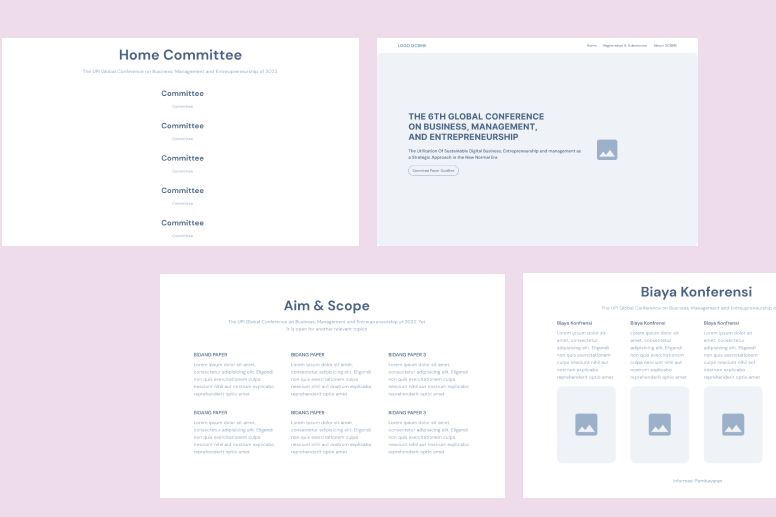 Home Committee
The UPI Global Conference on Business, Management and Entreupreneurship of 2023
Committee
Committee
Committee
Committee
Committee
Committee
Committee
Committee
Committee
Committee
LOGO GCBME
Home Registration & Submission About GCBME
THE 6TH GLOBAL CONFERENCE
ON BUSINESS, MANAGEMENT,
AND ENTREPRENEURSHIP
The Utilization Of Sustainable Digital Business, Entrepreneurship and management as
a Strategic Approach in the New Normal Era
Download Paper Guideline
Aim & Scope
The UPI Global Conference on Business, Management and Entreupreneurship of 2022, Yet
it is open for another relevant topics
BIDANG PAPER
Lorem ipsum dolor sit amet,
consectetur adipisicing elit. Eligendi
non quis exercitationem culpa
nesciunt nihil aut nostrum explicabo
reprehenderit optio amet
BIDANG PAPER
Lorem ipsum dolor sit amet,
consectetur adipisicing elit. Eligendi
non quis exercitationem culpa
nesciunt nihil aut nostrum explicabo
reprehenderit optio amet
BIDANG PAPER 3
Lorem ipsum dolor sit amet,
consectetur adipisicing elit. Eligendi
non quis exercitationem culpa
nesciunt nihil aut nostrum explicabo
reprehenderit optio amet
BIDANG PAPER
Lorem ipsum dolor sit amet,
consectetur adipisicing elit. Eligendi
non quis exercitationem culpa
nesciunt nihil aut nostrum explicabo
reprehenderit optio amet
BIDANG PAPER
Lorem ipsum dolor sit amet,
consectetur adipisicing elit. Eligendi
non quis exercitationem culpa
nesciunt nihil aut nostrum explicabo
reprehenderit optio amet
BIDANG PAPER 3
Lorem ipsum dolor sit amet,
consectetur adipisicing elit. Eligendi
non quis exercitationem culpa
nesciunt nihil aut nostrum explicabo
reprehenderit optio amet
Biaya Konferensi
The UPI Global Conference on Business, Management and Entreupreneurship
Biaya Konfrensi
Lorem ipsum dolor sit
amet, consectetur
adipisicing elit. Eligendi
non quis exercitationem
culpa nesciunt nihil aut
nostrum explicabo
reprehenderit optio amet
Biaya Konfrensi
Lorem ipsum dolor sit
amet, consectetur
adipisicing elit. Eligendi
non quis exercitationem
culpa nesciunt nihil aut
nostrum explicabo
reprehenderit optio amet
Biaya Konfrensi
Lorem ipsum dolor sit
amet, consectetur
adipisicing elit. Eligendi
non quis exercitationem
culpa nesciunt nihil aut
nostrum explicabo
reprehenderit optio amet
Informasi Pembayaran